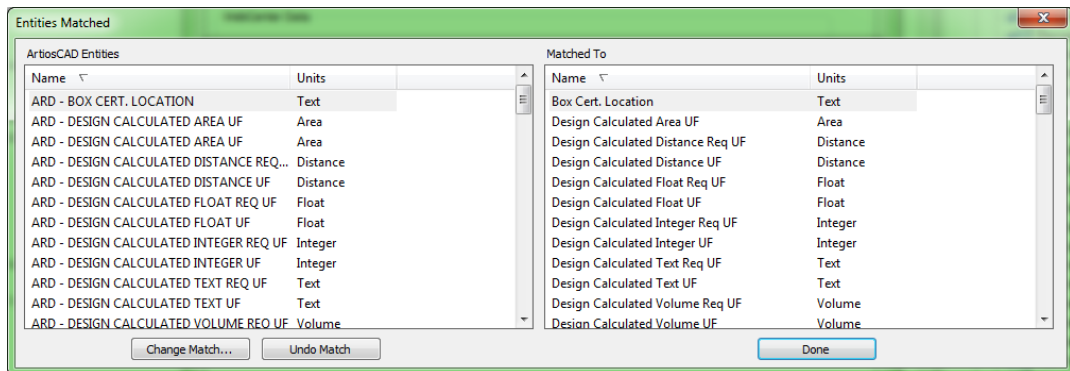 Entities Matched
ArtiosCAD Entities
Name Units
ARD - BOX CERT. LOCATION Text
ARD - DESIGN CALCULATED AREA UF Area
ARD - DESIGN CALCULATED AREA UF Area
ARD - DESIGN CALCULATED DISTANCE REQ... Distance
ARD - DESIGN CALCULATED DISTANCE UF Distance
ARD - DESIGN CALCULATED FLOAT REQ UF Float
ARD - DESIGN CALCULATED FLOAT UF Float
ARD - DESIGN CALCULATED INTEGER REQ UF Integer
ARD - DESIGN CALCULATED INTEGER UF Integer
ARD - DESIGN CALCULATED TEXT REQ UF Text
ARD - DESIGN CALCULATED TEXT UF Text
ARD - DESIGN CALCULATED VOLUME REQ UF Volume
Change Match... Undo Match
Matched To
Name Units
Box Cert. Location Text
Design Calculated Area UF Area
Design Calculated Distance Req UF Distance
Design Calculated Distance UF Distance
Design Calculated Float Req UF Float
Design Calculated Float UF Float
Design Calculated Integer Req UF Integer
Design Calculated Integer UF Integer
Design Calculated Text Req UF Text
Design Calculated Text UF Text
Design Calculated Volume Req UF Volume
Design Calculated Volume UF Volume
Done